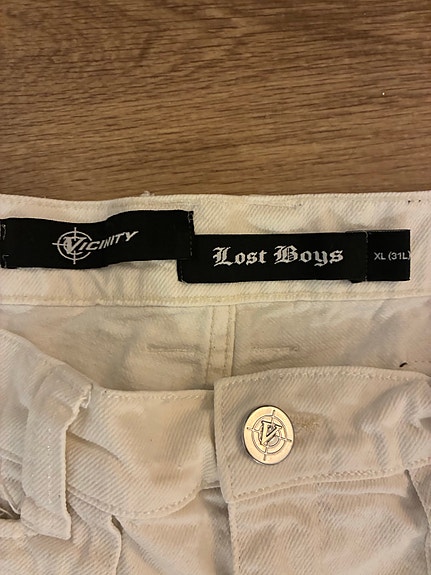 VICINITY
Lost Boys
XL (31L)
V